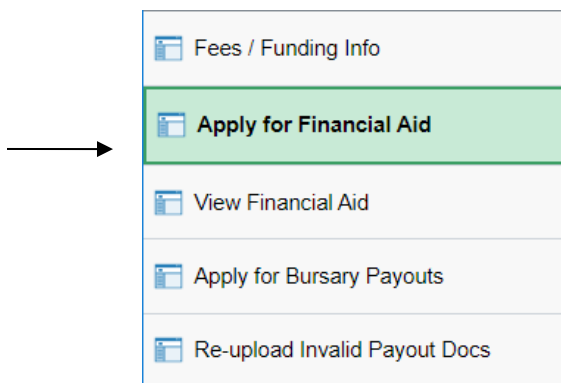 Fees / Funding Info
Apply for Financial Aid
View Financial Aid
Apply for Bursary Payouts
Re-upload Invalid Payout Docs